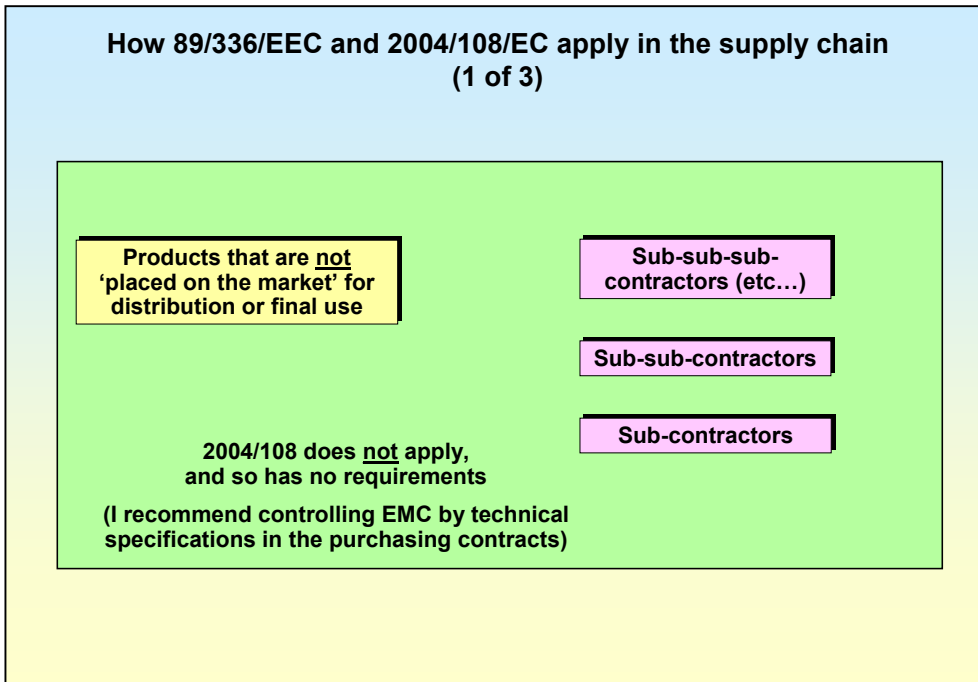 How 89/336/EEC and 2004/108/EC apply in the supply chain
(1 of 3)
Products that are not
‘placed on the market’ for
distribution or final use
Sub-sub-sub-
contractors (etc…)
Sub-sub-contractors
Sub-contractors
2004/108 does not apply,
and so has no requirements
(I recommend controlling EMC by technical
specifications in the purchasing contracts)